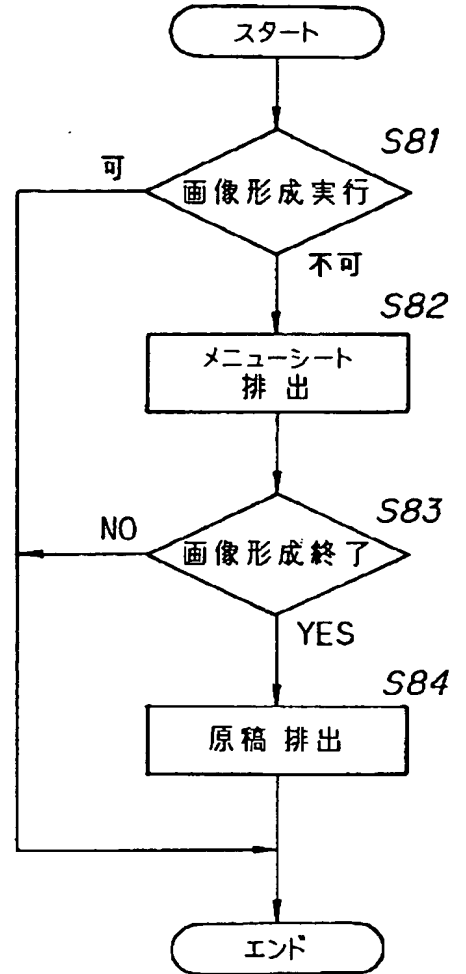 スタート
S81
可
画像形成実行
不可
S82
メニューシート
排出
S83
NO
画像形成終了
YES
S84
原稿 排出
エンド